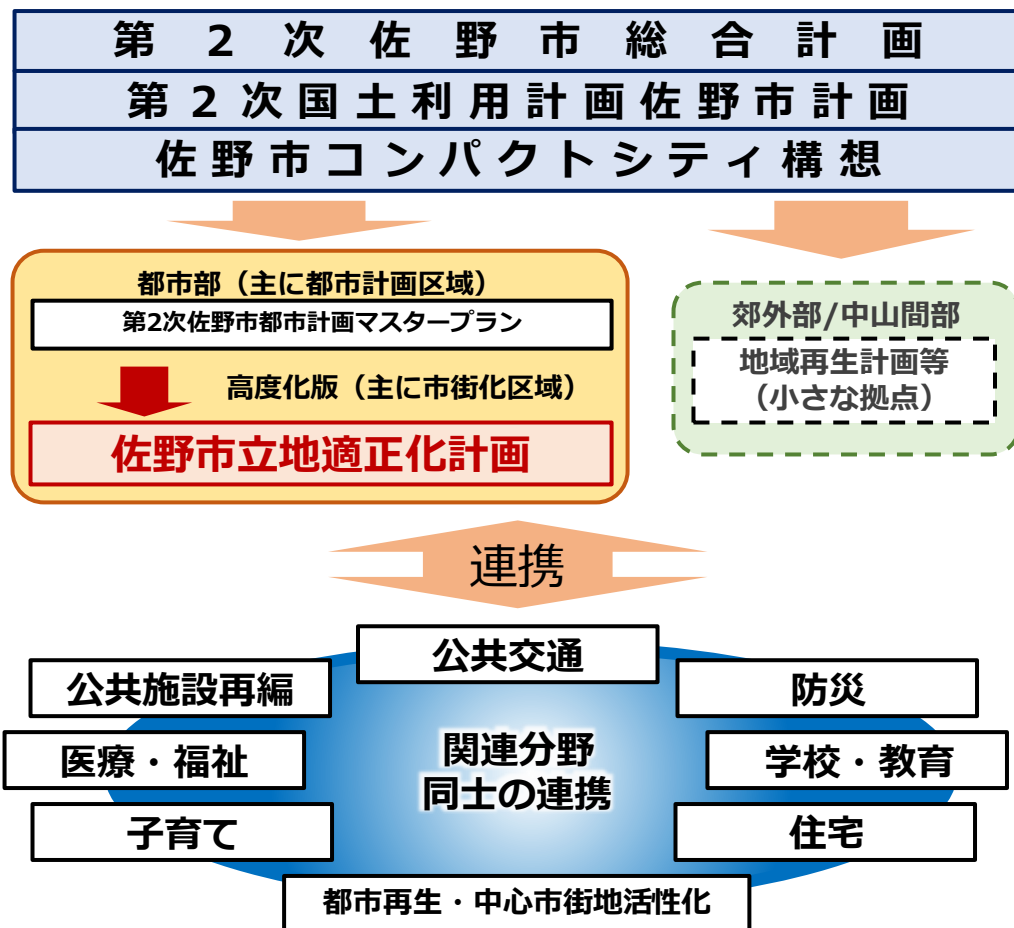 第2次佐野市総合計画
第2次国土利用計画佐野市計画
佐野市コンパクトシティ構想
都市部（主に都市計画区域）
第2次佐野市都市計画マスタープラン
高度化版（主に市街化区域）
佐野市立地適正化計画
郊外部/中山間部
地域再生計画等
（小さな拠点）
連携
公共交通
公共施設再編
防災
医療・福祉
関連分野
同士の連携
学校・教育
子育て
住宅
都市再生・中心市街地活性化